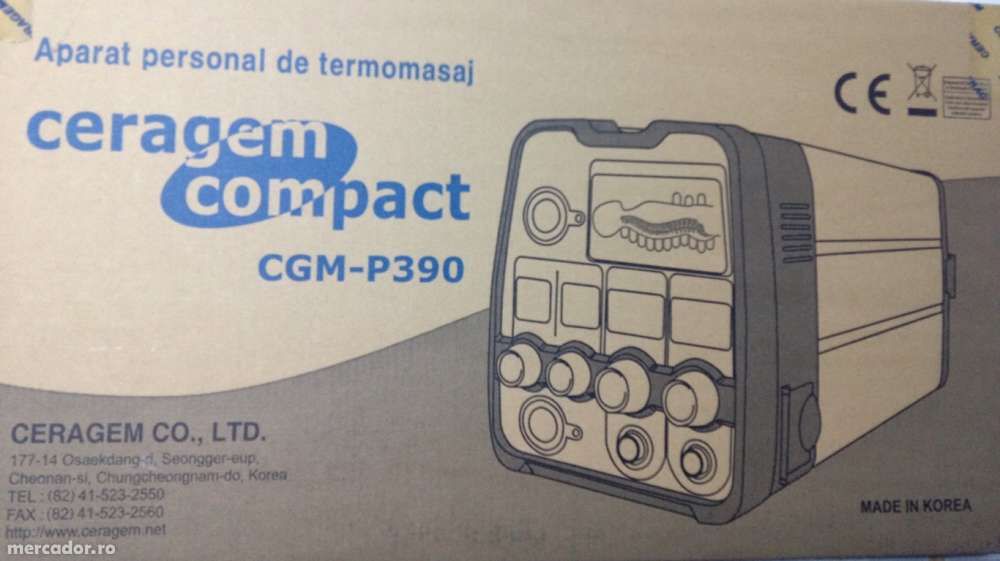 Aparat personal de termomasaj
ceragem
compact
CGM-P390
CE
CERAGEM CO., LTD.
177-14 Osaekdang-d, Seongger-eup,
Cheonan-si, Chungcheongnam-do, Korea
TEL : (82) 41-523-2550
FAX : (82) 41-523-2560
http://www.ceragem.net
MADE IN KOREA
mercador.ro